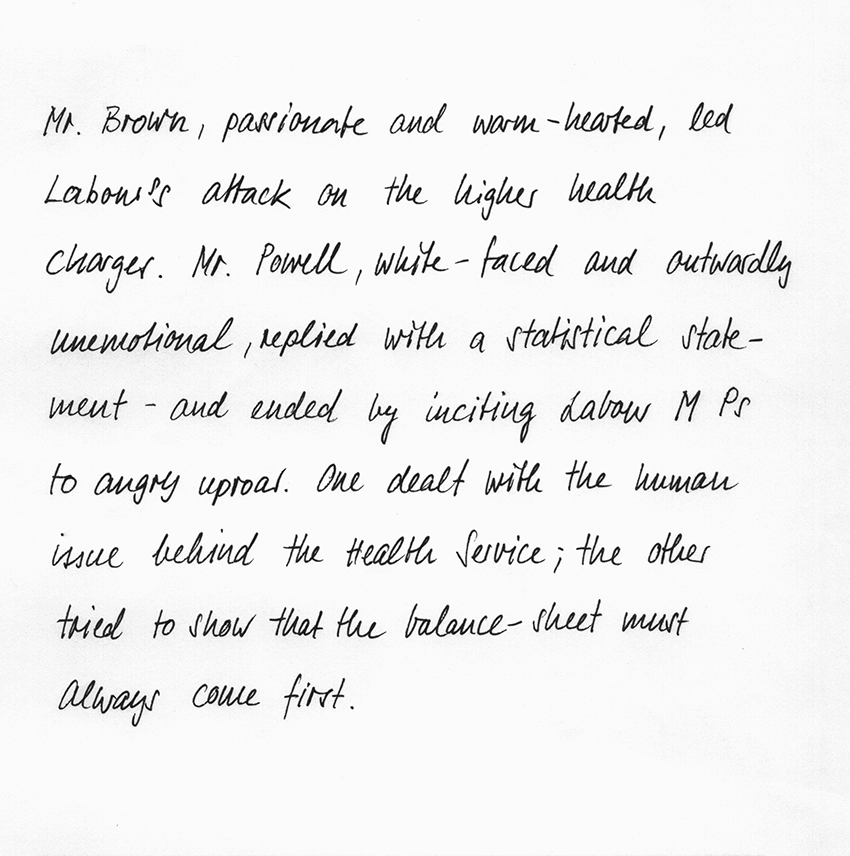 Mr. Brown, passionate and warm-hearted, led
Labour's attack on the higher health
charges. Mr. Powell, white-faced and outwardly
unemotional, replied with a statistical state-
ment - and ended by inciting Labour M Ps
to angry uproar. One dealt with the human
issue behind the Health Service; the other
tried to show that the balance-sheet must
always come first.